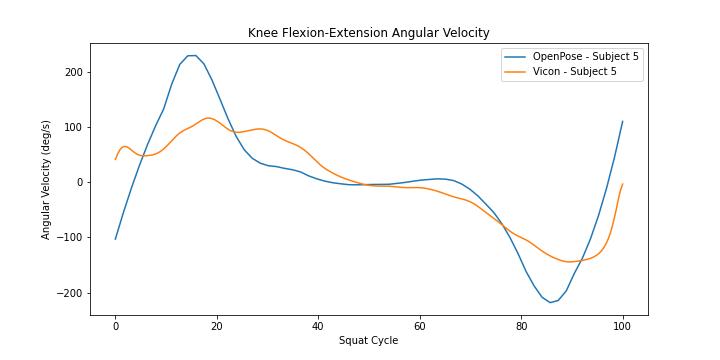 Knee Flexion-Extension Angular Velocity
OpenPose - Subject 5
Vicon - Subject 5
Angular Velocity (deg/s)
200
100
0
−100
−200
0 20 40 60 80 100
Squat Cycle